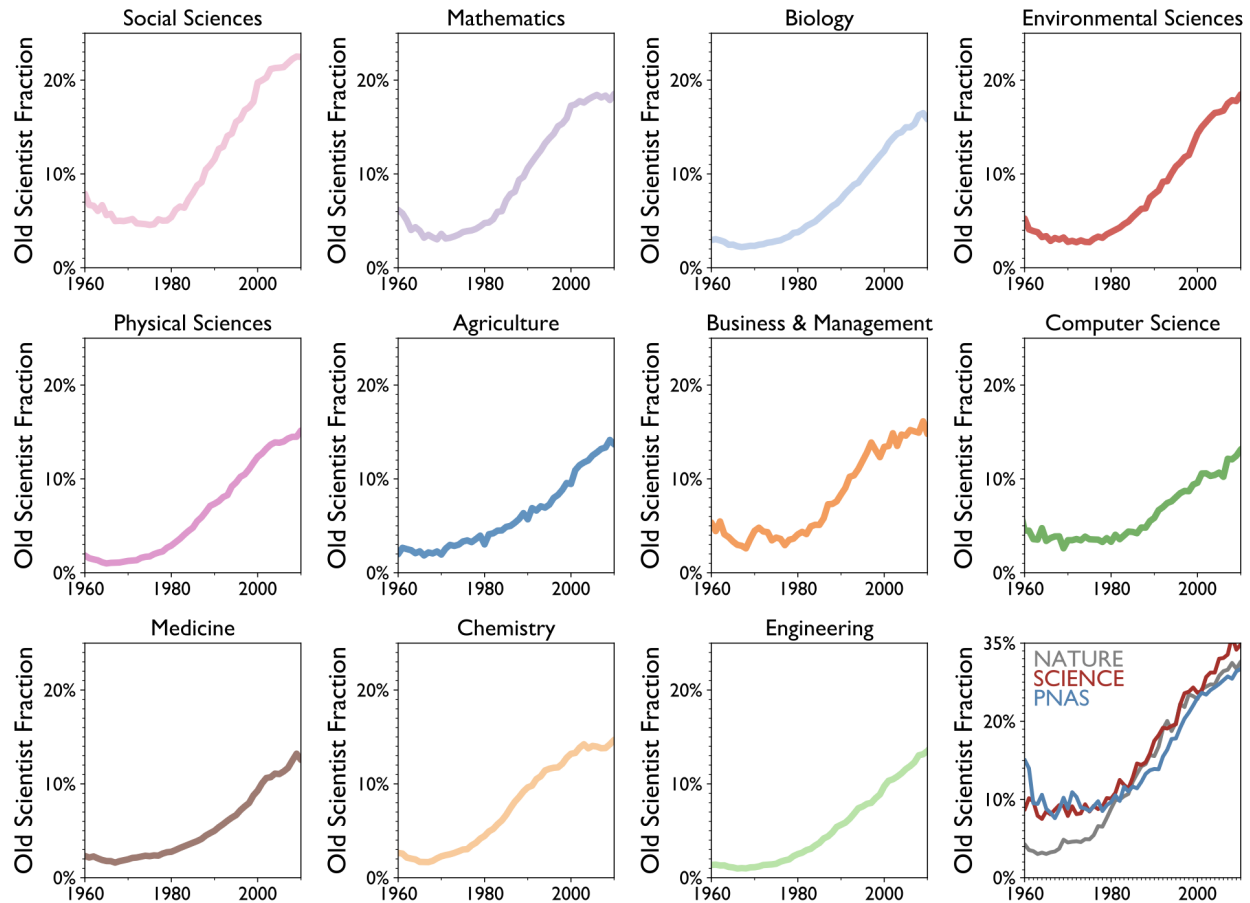 Social Sciences
Old Scientist Fraction
20%
10%
0%
1960
1980
2000
Mathematics
Old Scientist Fraction
20%
10%
0%
1960
1980
2000
Biology
Old Scientist Fraction
20%
10%
0%
1960
1980
2000
Environmental Sciences
Old Scientist Fraction
20%
10%
0%
1960
1980
2000
Physical Sciences
Old Scientist Fraction
20%
10%
0%
1960
1980
2000
Agriculture
Old Scientist Fraction
20%
10%
0%
1960
1980
2000
Business & Management
Old Scientist Fraction
20%
10%
0%
1960
1980
2000
Computer Science
Old Scientist Fraction
20%
10%
0%
1960
1980
2000
Medicine
Old Scientist Fraction
20%
10%
0%
1960
1980
2000
Chemistry
Old Scientist Fraction
20%
10%
0%
1960
1980
2000
Engineering
Old Scientist Fraction
20%
10%
0%
1960
1980
2000
Old Scientist Fraction
35%
20%
10%
0%
NATURE
SCIENCE
PNAS
1960
1980
2000